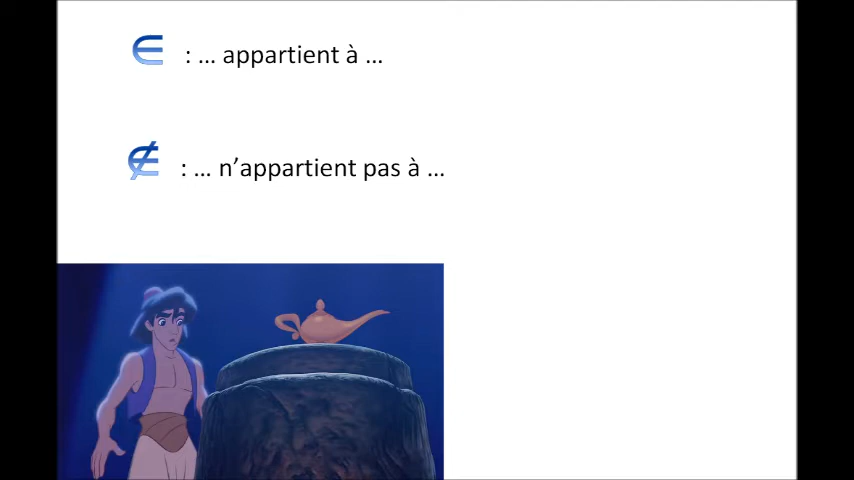 ∈ : ... appartient à ...
∉ : ... n’appartient pas à ...